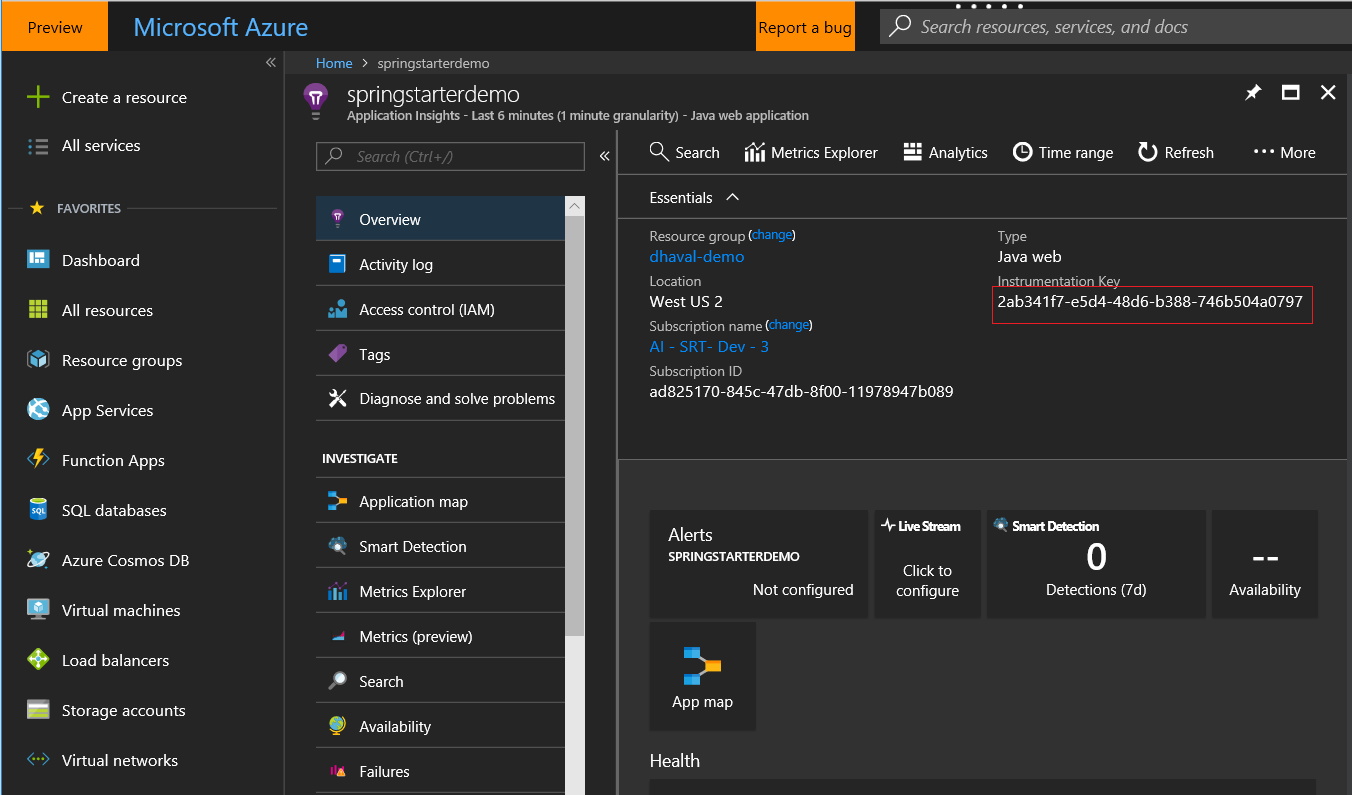 Preview
Microsoft Azure
Report a bug
Search resources, services, and docs
Create a resource
All services
FAVORITES
Dashboard
All resources
Resource groups
App Services
Function Apps
SQL databases
Azure Cosmos DB
Virtual machines
Load balancers
Storage accounts
Virtual networks
Home > springstarterdemo
springstarterdemo
Application Insights - Last 6 minutes (1 minute granularity) - Java web application
Search (Ctrl+/)
Overview
Activity log
Access control (IAM)
Tags
Diagnose and solve problems
INVESTIGATE
Application map
Smart Detection
Metrics Explorer
Metrics (preview)
Search
Availability
Failures
Search
Metrics Explorer
Analytics
Time range
Refresh
More
Essentials
Resource group (change)
dhaval-demo
Location
West US 2
Subscription name (change)
AI - SRT- Dev - 3
Subscription ID
ad825170-845c-47db-8f00-11978947b089
Type
Java web
Instrumentation Key
2ab341f7-e5d4-48d6-b388-746b504a0797
Alerts
SPRINGSTARTERDEMO
Not configured
Live Stream
Click to
configure
Smart Detection
0
Detections (7d)
--
Availability
App map
Health